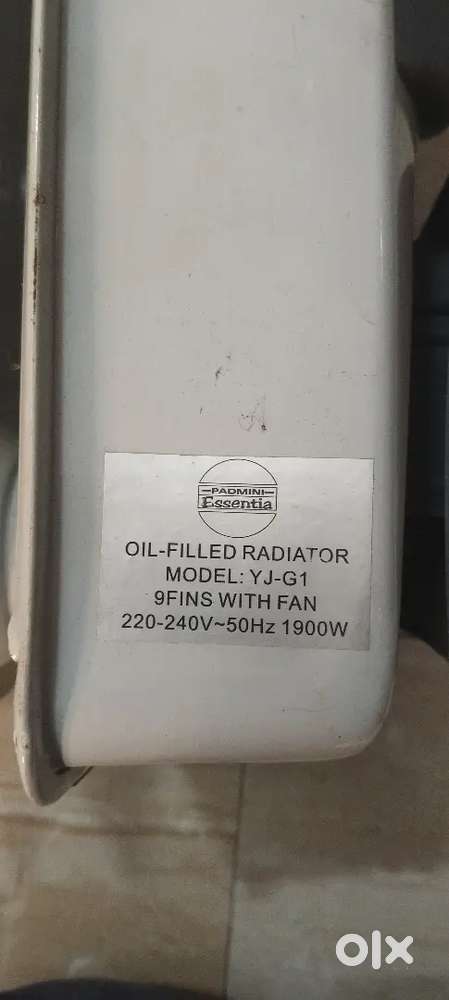 PADMINI
Essentia
OIL-FILLED RADIATOR
MODEL: YJ-G1
9FINS WITH FAN
220-240V~50Hz 1900W
olx